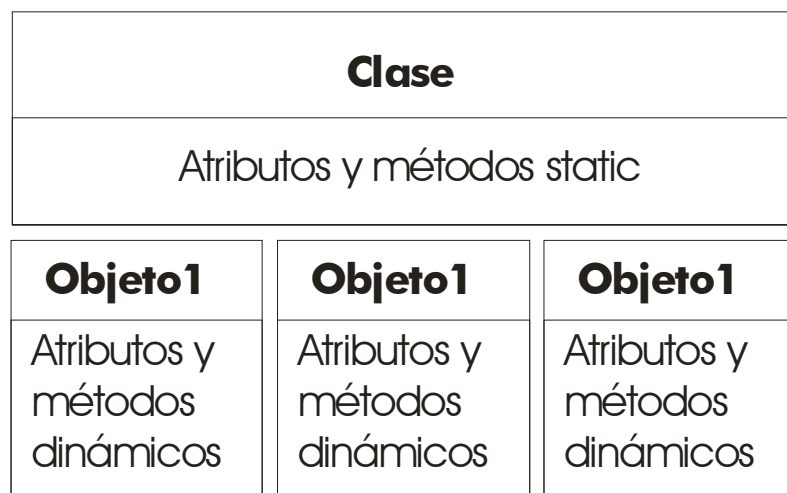 Clase
Atributos y métodos static
Objeto1
Atributos y
métodos
dinámicos
Objeto1
Atributos y
métodos
dinámicos
Objeto1
Atributos y
métodos
dinámicos